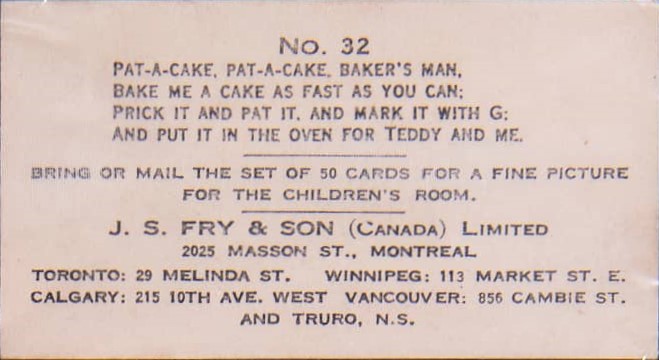 No. 32
PAT-A-CAKE, PAT-A-CAKE, BAKER'S MAN,
BAKE ME A CAKE AS FAST AS YOU CAN;
PRICK IT AND PAT IT, AND MARK IT WITH G;
AND PUT IT IN THE OVEN FOR TEDDY AND ME.
BRING OR MAIL THE SET OF 50 CARDS FOR A FINE PICTURE
FOR THE CHILDREN'S ROOM.
J. S. FRY & SON (CANADA) LIMITED
2025 MASSON ST., MONTREAL
TORONTO: 29 MELINDA ST. WINNIPEG: 113 MARKET ST. E.
CALGARY: 215 10TH AVE. WEST VANCOUVER: 856 CAMBIE ST.
AND TRURO, N.S.